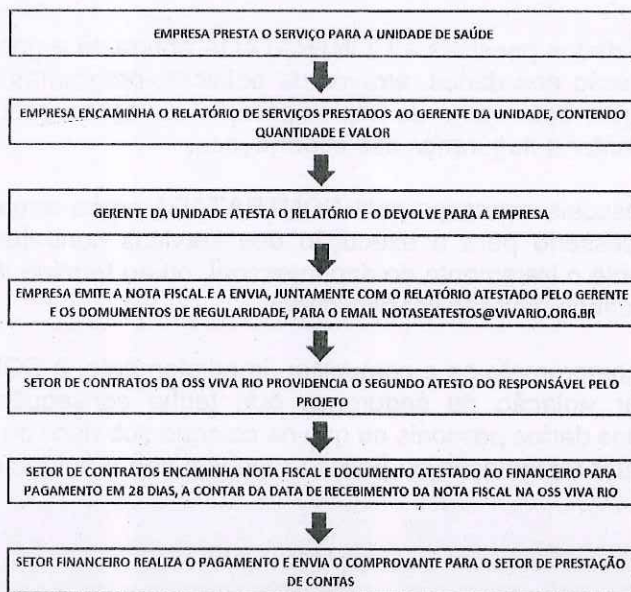 EMPRESA PRESTA O SERVIÇO PARA A UNIDADE DE SAÚDE
EMPRESA ENCAMINHA O RELATÓRIO DE SERVIÇOS PRESTADOS AO GERENTE DA UNIDADE, CONTENDO
QUANTIDADE E VALOR
GERENTE DA UNIDADE ATESTA O RELATÓRIO E O DEVOLVE PARA A EMPRESA
EMPRESA EMITE A NOTA FISCAL E A ENVIA, JUNTAMENTE COM O RELATÓRIO ATESTADO PELO GERENTE
E OS DOMUMENTOS DE REGULARIDADE, PARA O EMAIL NOTASEATESTOS@VIVARIO.ORG.BR
SETOR DE CONTRATOS DA OSS VIVA RIO PROVIDENCIA O SEGUNDO ATESTO DO RESPONSÁVEL PELO
PROJETO
SETOR DE CONTRATOS ENCAMINHA NOTA FISCAL E DOCUMENTO ATESTADO AO FINANCEIRO PARA
PAGAMENTO EM 28 DIAS, A CONTAR DA DATA DE RECEBIMENTO DA NOTA FISCAL NA OSS VIVA RIO
SETOR FINANCEIRO REALIZA O PAGAMENTO E ENVIA O COMPROVANTE PARA O SETOR DE PRESTAÇÃO
DE CONTAS